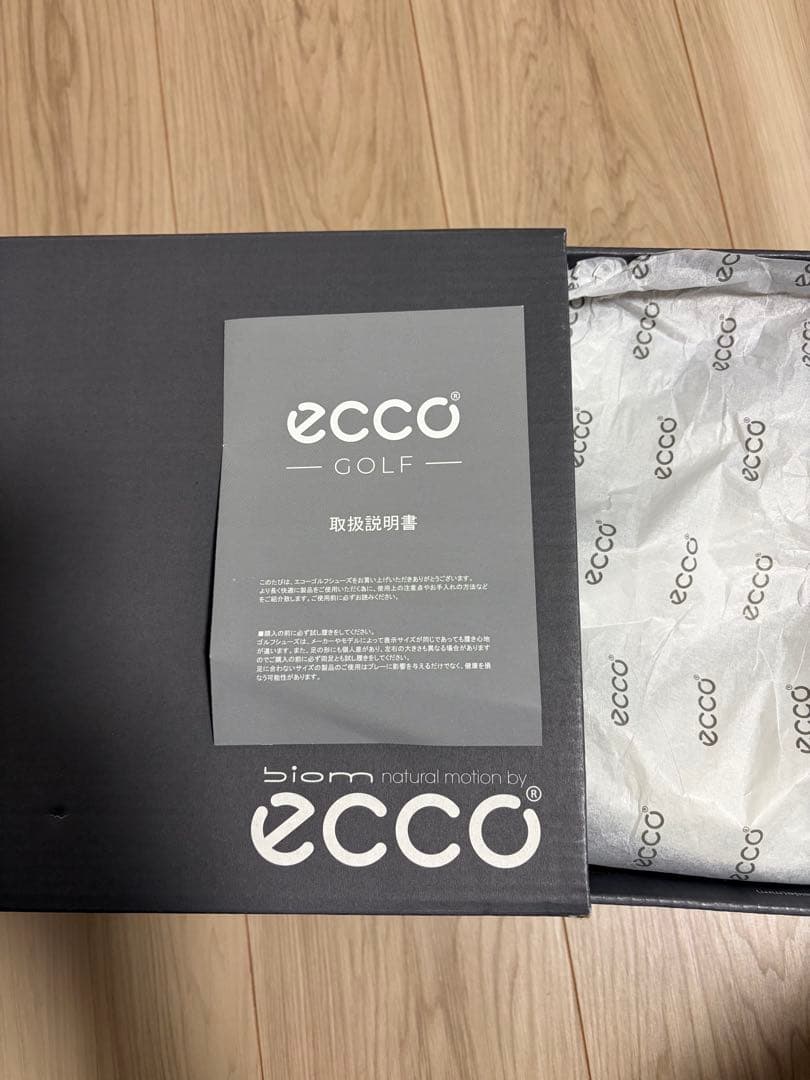 ecco®
GOLF
取扱説明書
このたびは、エコーゴルフシューズをお買い上げいただきありがとうございます。
より長く快適に製品をご使用いただく為に、使用上の注意点やお手入れの方法など
をご紹介致します。ご使用前に必ずお読みください。
■購入の前に必ず試し履きをしてください。
ゴルフシューズは、メーカーやモデルによって表示サイズが同じであっても履き心地
が違います。また、足の形にも個人差があり、左右の大きさも異なる場合があります
のでご購入の前に必ず両足とも試し履きをしてください。
足に合わないサイズの製品のご使用はプレーに影響を与えるだけでなく、健康を損
なう可能性があります。
biom natural motion by
ecco®
ecco
ecco
ecco
ecco
ecco
ecco
ecco
ecco
ecco
ecco
ecco
ecco